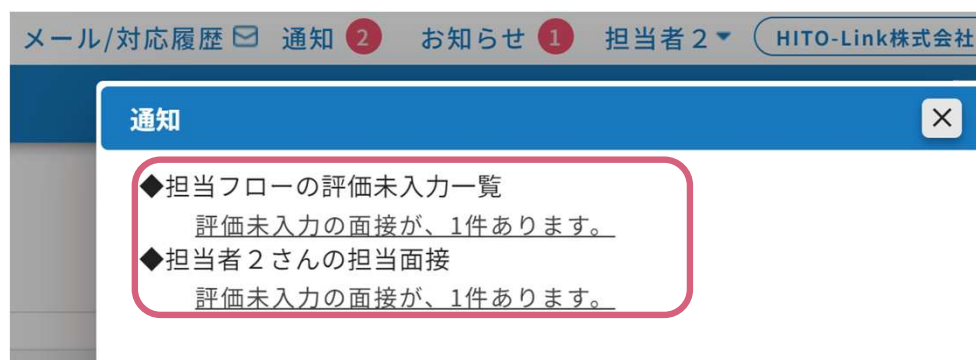 メール/対応履歴 通知 2 お知らせ 1 担当者２ HITO-Link株式会社
通知
◆担当フローの評価未入力一覧
評価未入力の面接が、1件あります。
◆担当者２さんの担当面接
評価未入力の面接が、1件あります。